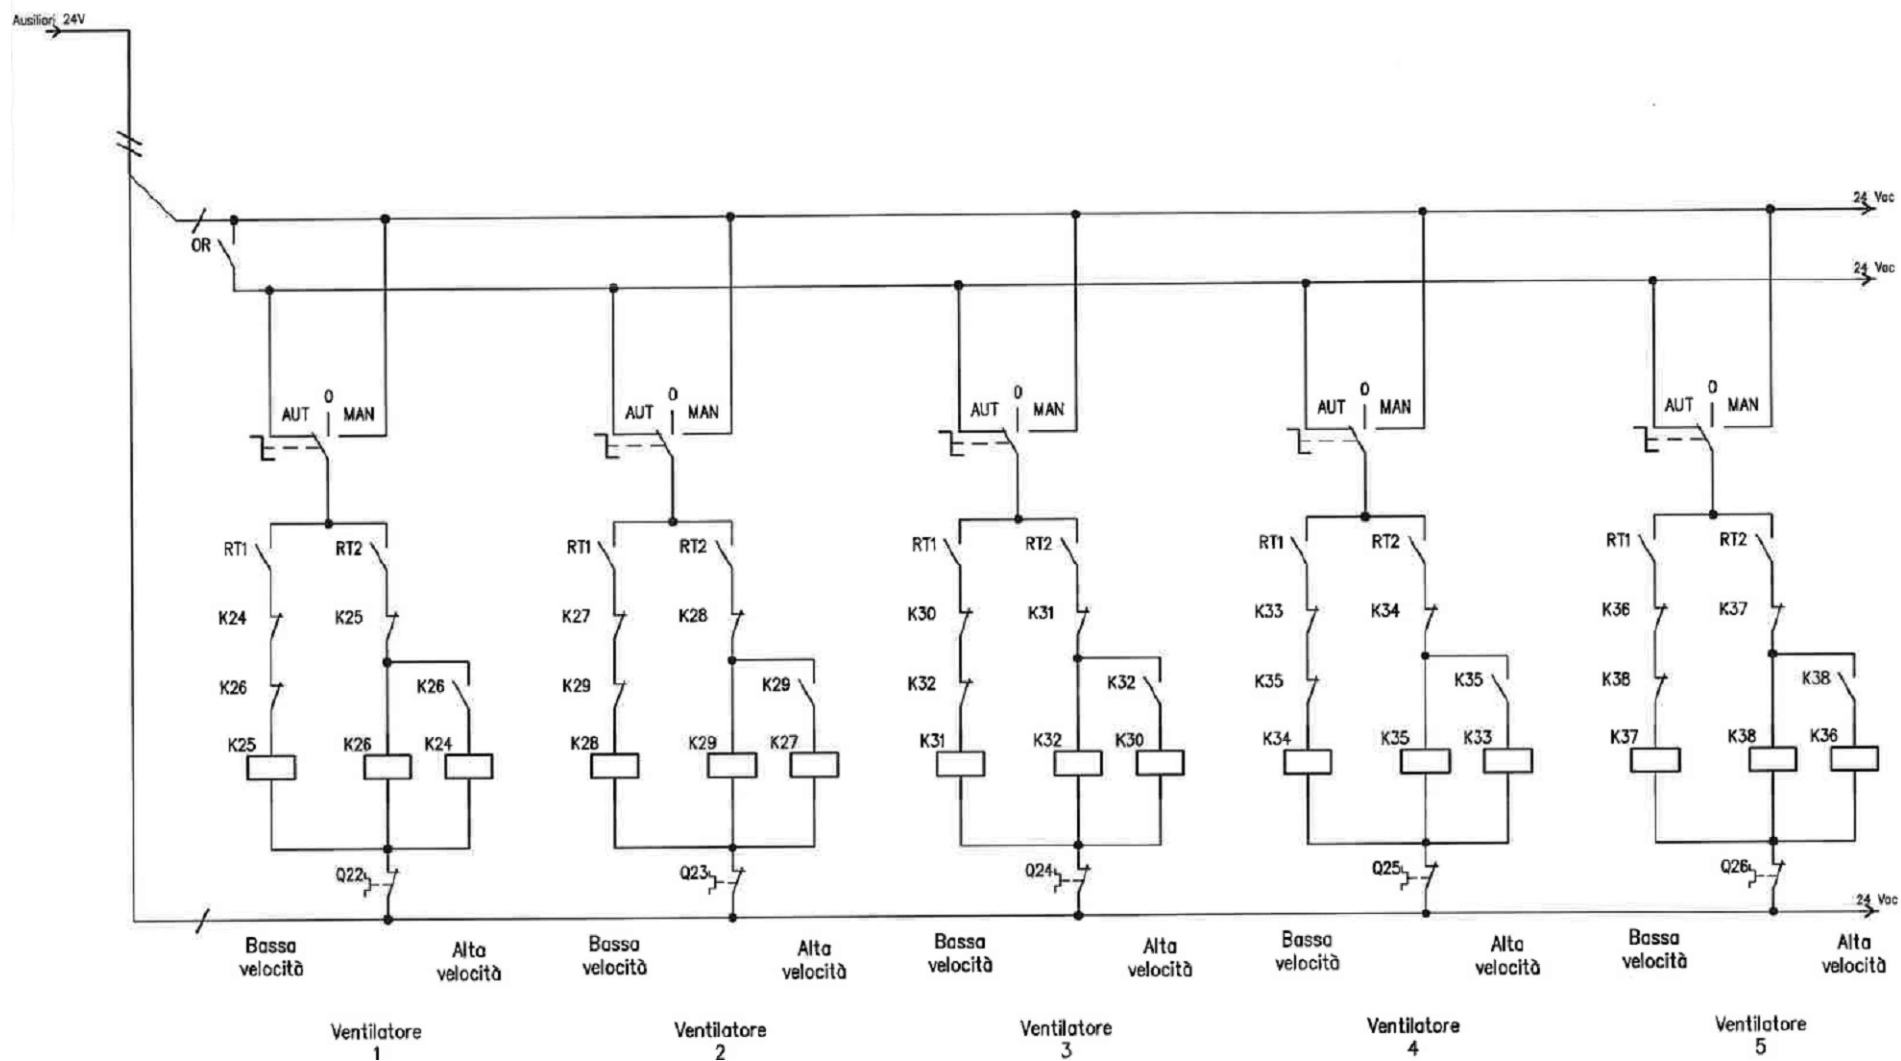 Ausiliari 24V
24 Vac
OR
24 Vac
0 0 0 0 0
AUT MAN AUT MAN AUT MAN AUT MAN AUT MAN
RT1 RT2 RT1 RT2 RT1 RT2 RT1 RT2 RT1 RT2
K24 K25 K27 K28 K30 K31 K33 K34 K36 K37
K26 K26 K29 K29 K32 K32 K35 K35 K38 K38
K25 K26 K24 K28 K29 K27 K31 K32 K30 K34 K35 K33 K37 K38 K36
Q22 Q23 Q24 Q25 Q26
24 Vac
Bassa Alta Bassa Alta Bassa Alta Bassa Alta Bassa Alta
velocità velocità velocità velocità velocità velocità velocità velocità velocità velocità
Ventilatore Ventilatore Ventilatore Ventilatore Ventilatore
1 2 3 4 5